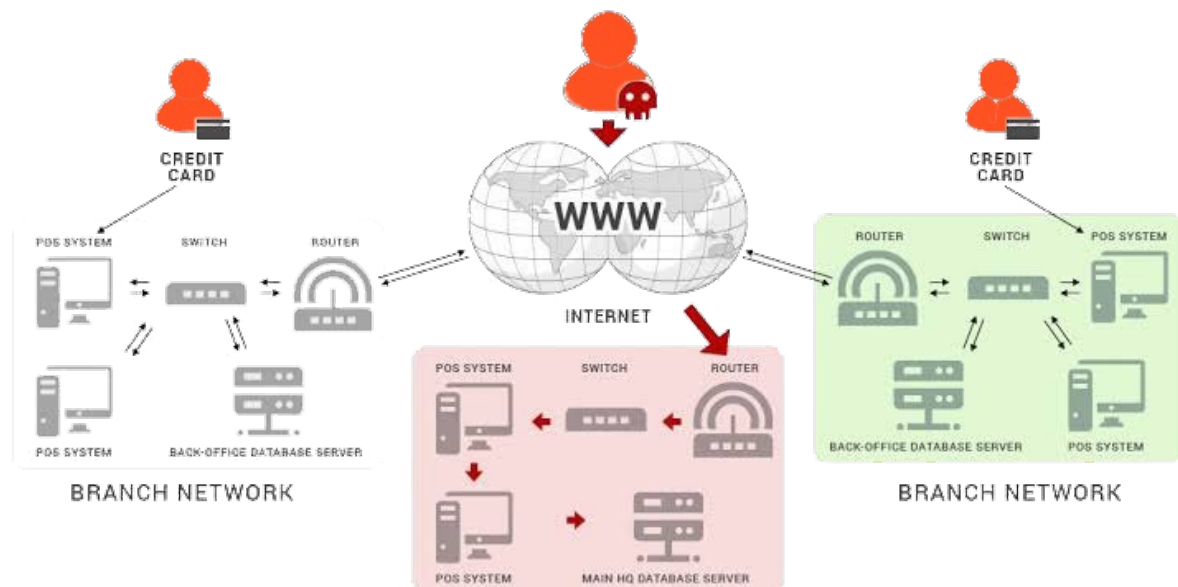 CREDIT
CARD
CREDIT
CARD
WWW
INTERNET
POS SYSTEM
SWITCH
ROUTER
POS SYSTEM
BACK-OFFICE DATABASE SERVER
BRANCH NETWORK
POS SYSTEM
SWITCH
ROUTER
POS SYSTEM
MAIN HQ DATABASE SERVER
ROUTER
SWITCH
POS SYSTEM
BACK-OFFICE DATABASE SERVER
POS SYSTEM
BRANCH NETWORK